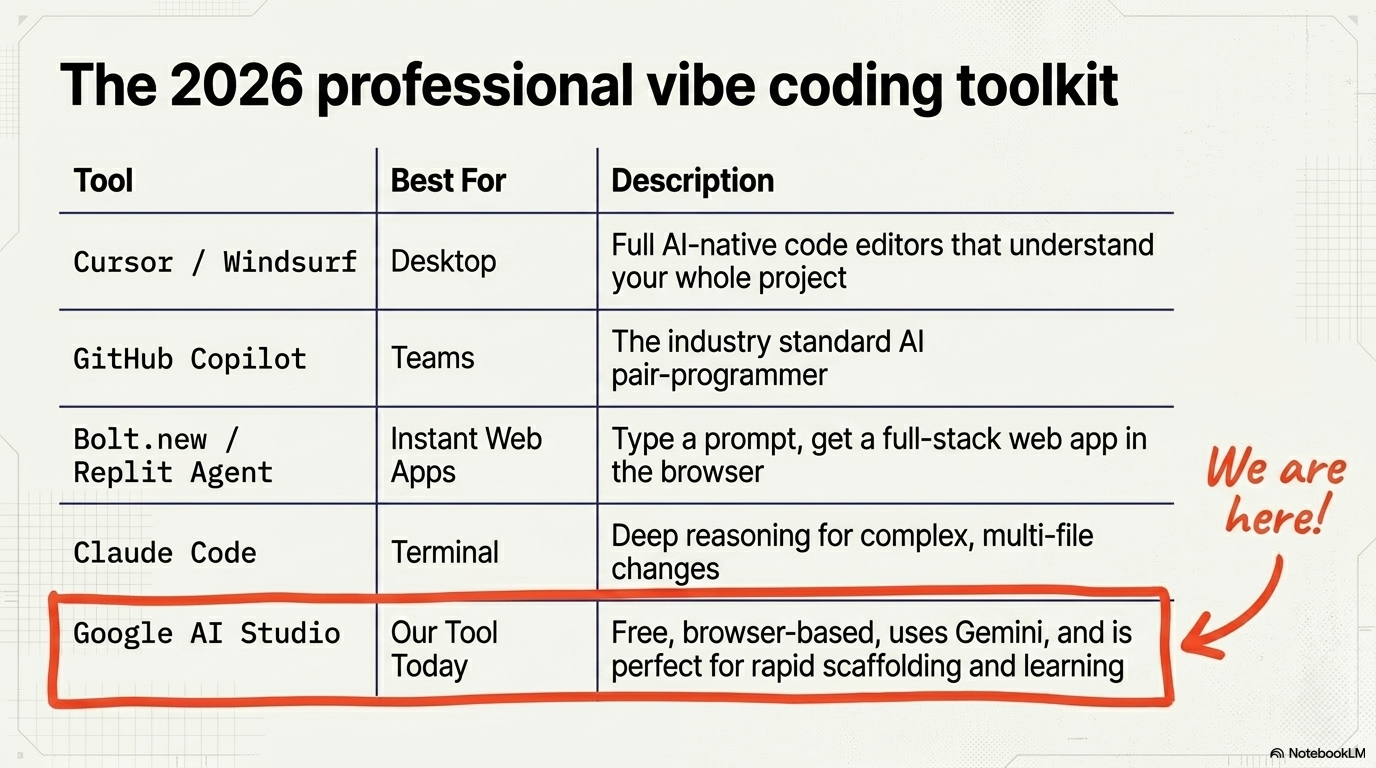 The 2026 professional vibe coding toolkit
Tool
Best For
Description
Cursor / Windsurf
Desktop
Full AI-native code editors that understand
your whole project
GitHub Copilot
Teams
The industry standard AI
pair-programmer
Bolt.new /
Replit Agent
Instant Web
Apps
Type a prompt, get a full-stack web app in
the browser
Claude Code
Terminal
Deep reasoning for complex, multi-file
changes
Google AI Studio
Our Tool
Today
Free, browser-based, uses Gemini, and is
perfect for rapid scaffolding and learning
We are
here!
NotebookLM